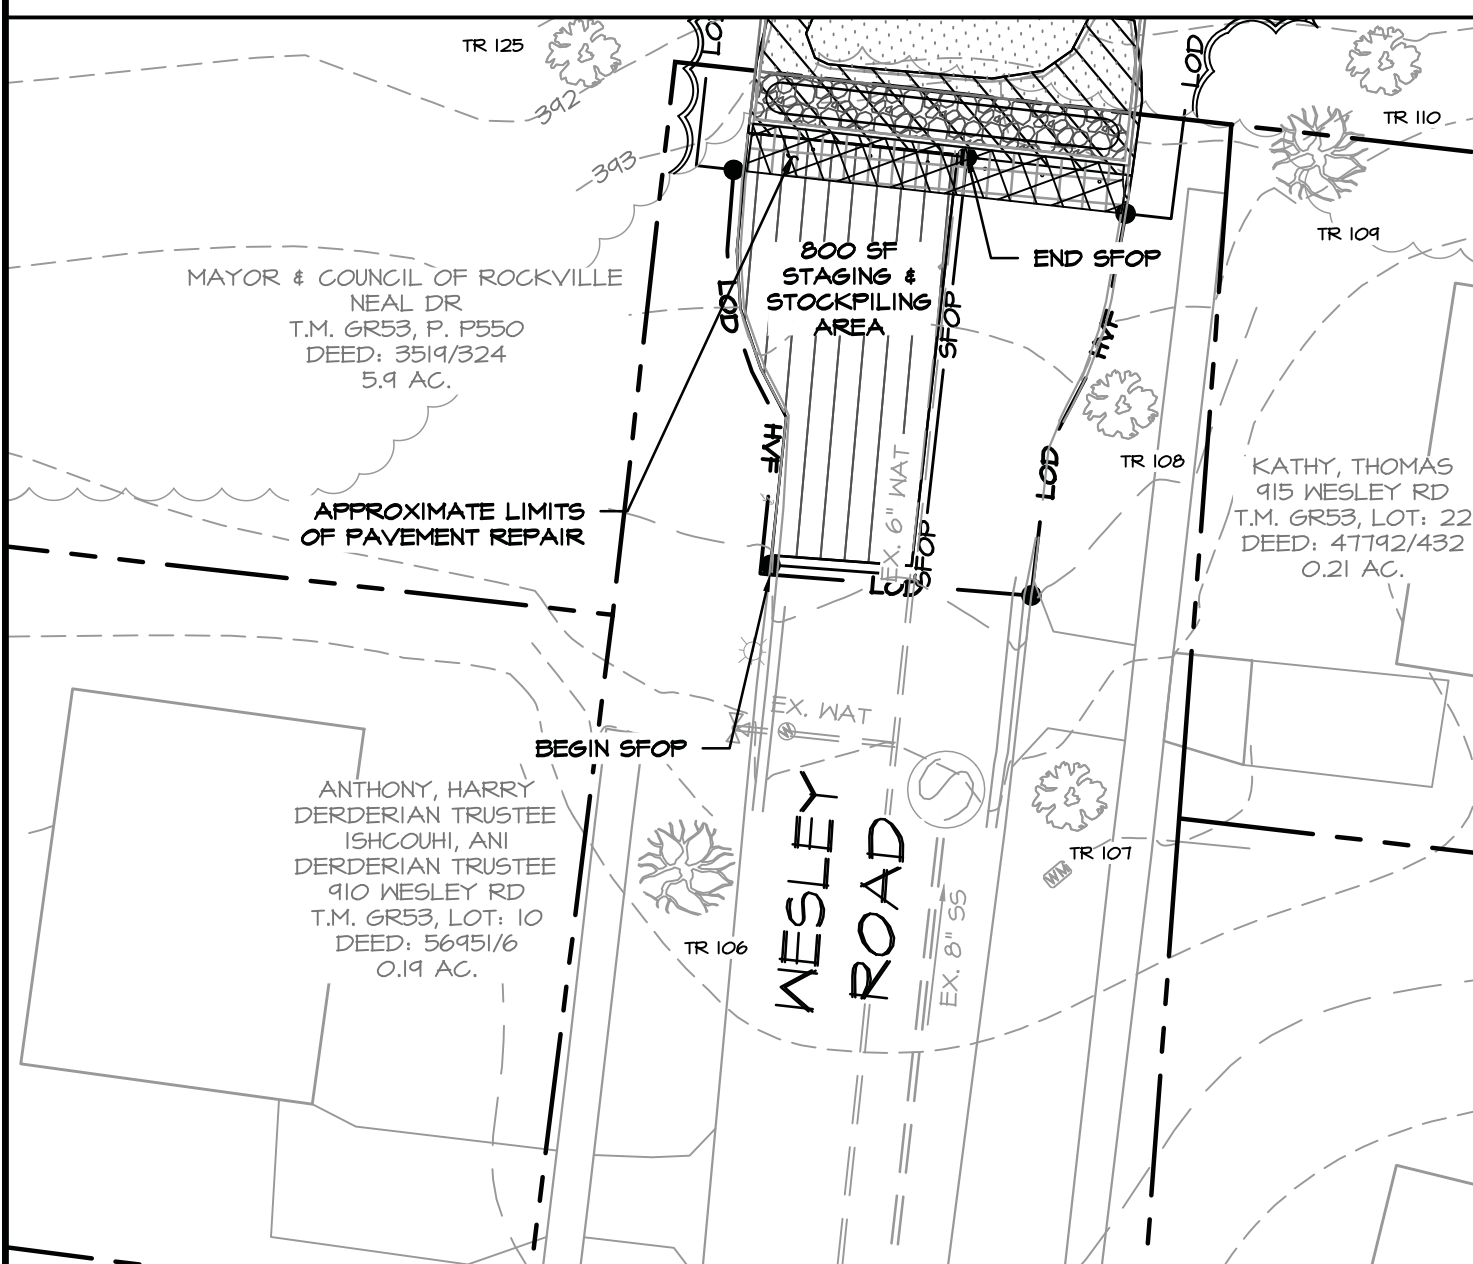 LOD
TR 125
392
393
LOD
TR 110
TR 109
MAYOR & COUNCIL OF ROCKVILLE
NEAL DR
T.M. GR53, P. P550
DEED: 3519/324
5.9 AC.
800 SF
STAGING &
STOCKPILING
AREA
END SFOP
LOD
SFOP
HVF
TR 108
HVF
LOD
EX. 6" WAT
SFOP
KATHY, THOMAS
915 WESLEY RD
T.M. GR53, LOT: 22
DEED: 47792/432
0.21 AC.
APPROXIMATE LIMITS
OF PAVEMENT REPAIR
LOD
EX. WAT
W
BEGIN SFOP
S
ANTHONY, HARRY
DERDERIAN TRUSTEE
ISHCOUHI, ANI
DERDERIAN TRUSTEE
910 WESLEY RD
T.M. GR53, LOT: 10
DEED: 56951/6
0.19 AC.
WESLEY
ROAD
TR 107
WM
TR 106
EX. 8" SS